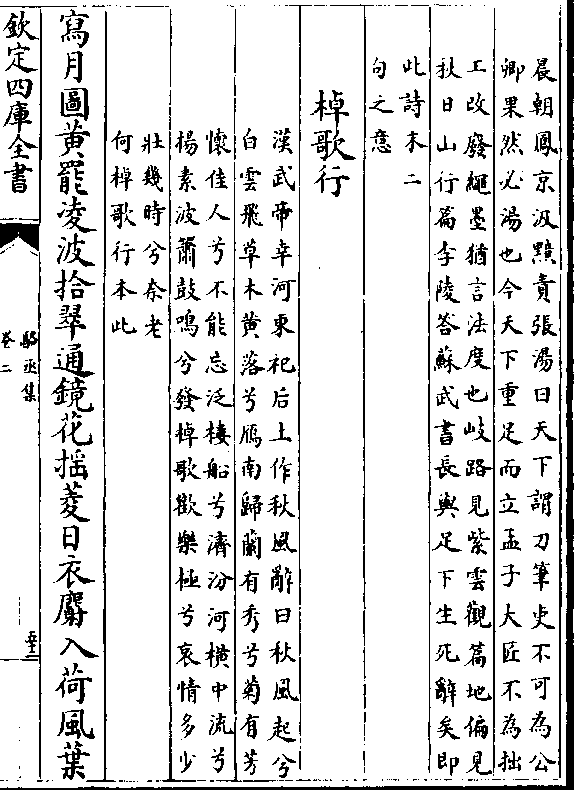 晨朝鳳京汲黯責張湯曰天下謂刀筆吏不可為公
卿果然必湯也今天下重足而立孟子大匠不為拙
工改廢繩墨猶言法度也岐路見紫雲觀篇地偏見
秋日山行篇李陵答蘇武書長與足下生死辭矣即
此詩末二
句之意
棹歌行
漢武帝幸河東祀后土作秋風辭曰秋風起兮
白雲飛草木黄落兮鴈南歸蘭有秀兮菊有芳
懷佳人兮不能忘泛樓船兮濟汾河横中流兮
楊素波簫鼓鳴兮發棹歌歡樂極兮哀情多少
壯幾時兮奈老
何棹歌行本此
寫月圖黄罷凌波拾翠通鏡花揺菱日衣麝入荷風葉
欽定四庫全書
駱丞集
卷二
五十二